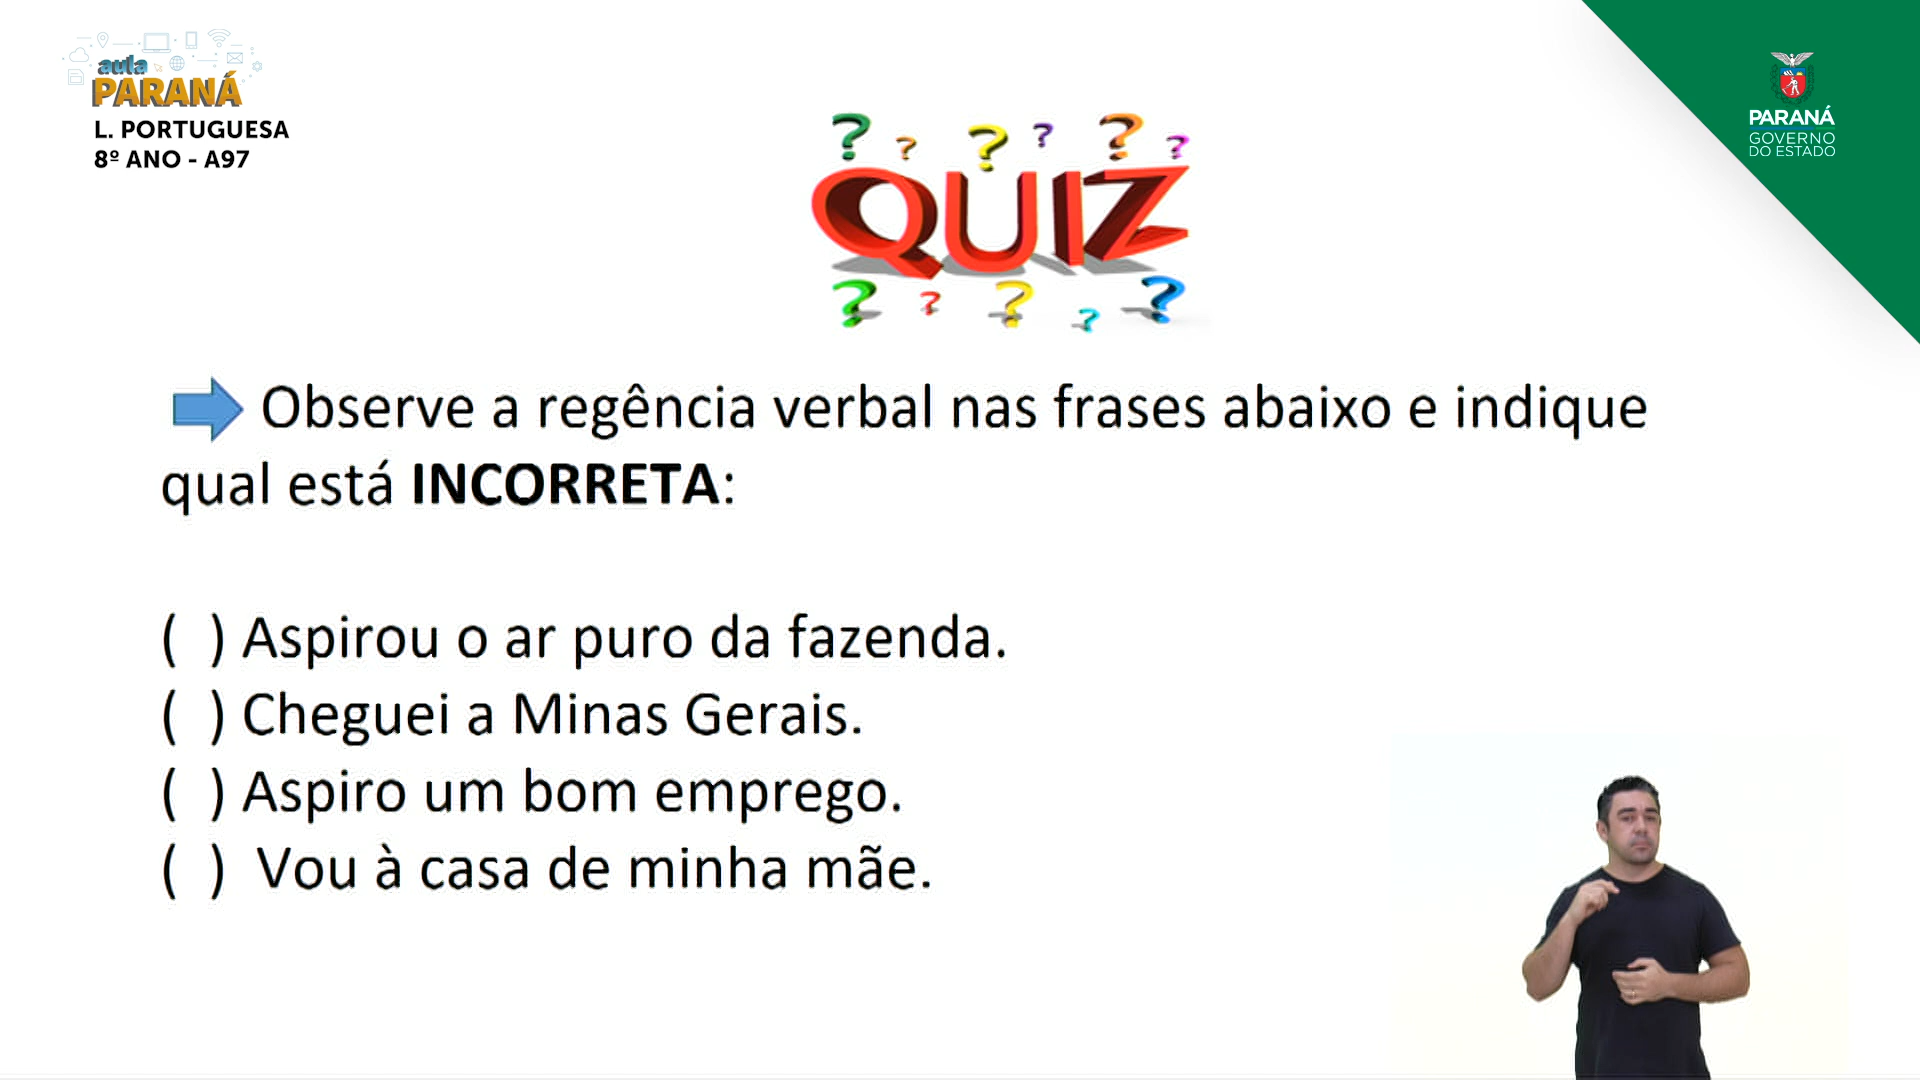 aula
PARANÁ
L. PORTUGUESA
8º ANO - A97
PARANÁ
GOVERNO
DO ESTADO
? ? ? ? ? ?
QUIZ
? ? ? ? ?
Observe a regência verbal nas frases abaixo e indique
qual está INCORRETA:
(  ) Aspirou o ar puro da fazenda.
(  ) Cheguei a Minas Gerais.
(  ) Aspiro um bom emprego.
(  )  Vou à casa de minha mãe.